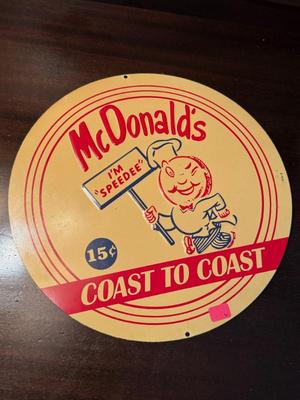 McDonald's
I'M
"SPEEDEE"
15¢
COAST TO COAST